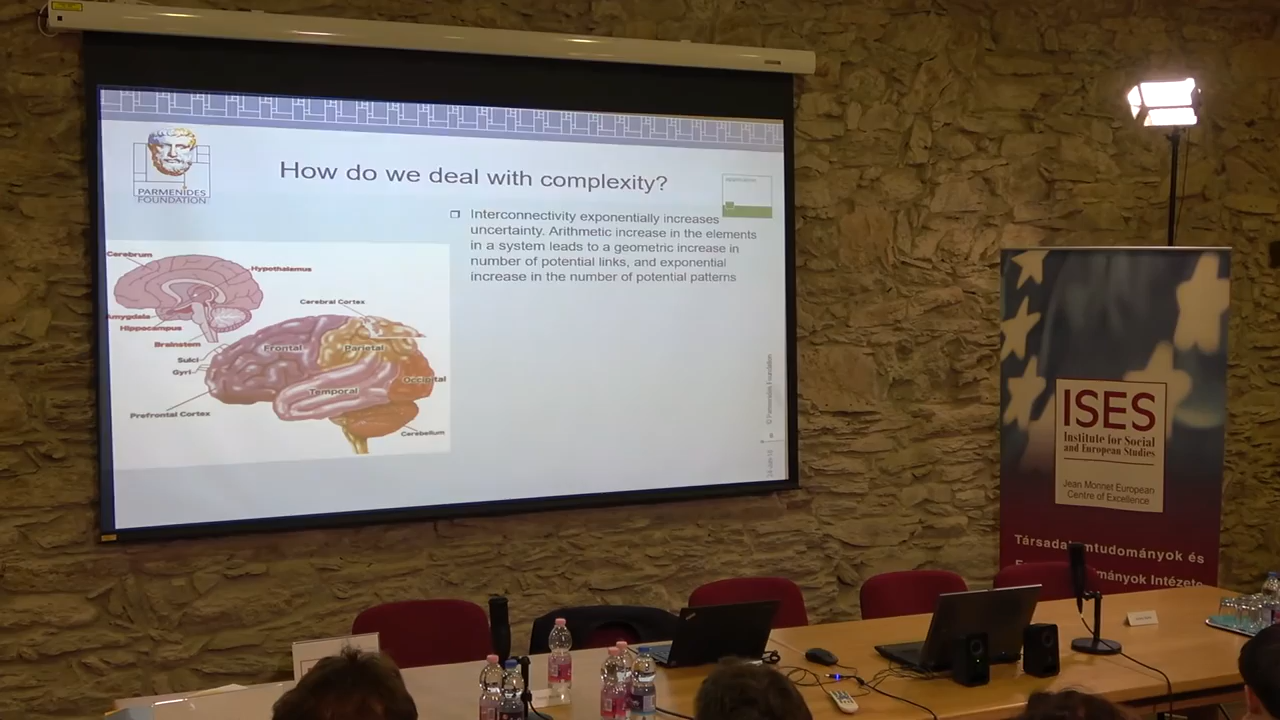 PARMENIDES
FOUNDATION
How do we deal with complexity?
Interconnectivity exponentially increases
uncertainty. Arithmetic increase in the elements
in a system leads to a geometric increase in
number of potential links, and exponential
increase in the number of potential patterns
Cerebrum
Hypothalamus
Amygdala
Hippocampus
Brainstem
Cerebral Cortex
Sulci
Gyri
Frontal
Parietal
Temporal
Occipital
Prefrontal Cortex
Cerebellum
© Parmenides Foundation
ISES
Institute for Social
and European Studies
Jean Monnet European
Centre of Excellence
és
Intézete